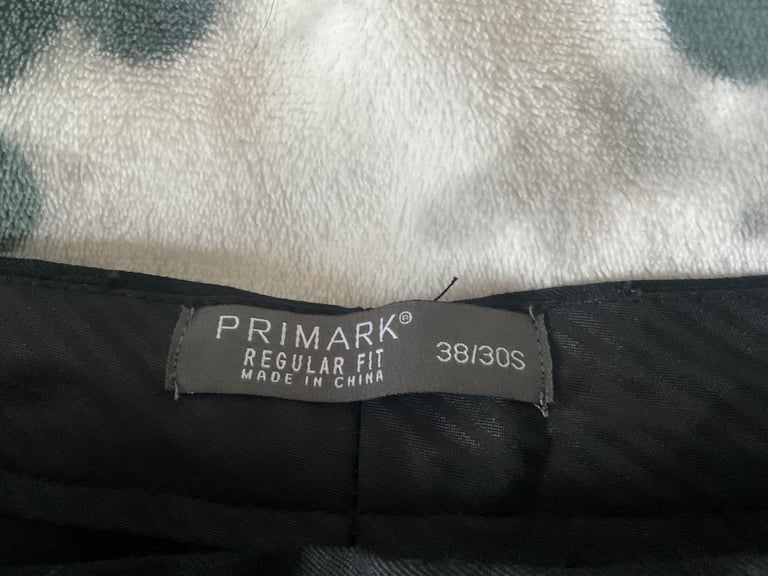 PRIMARK®
REGULAR FIT
MADE IN CHINA
38/30S